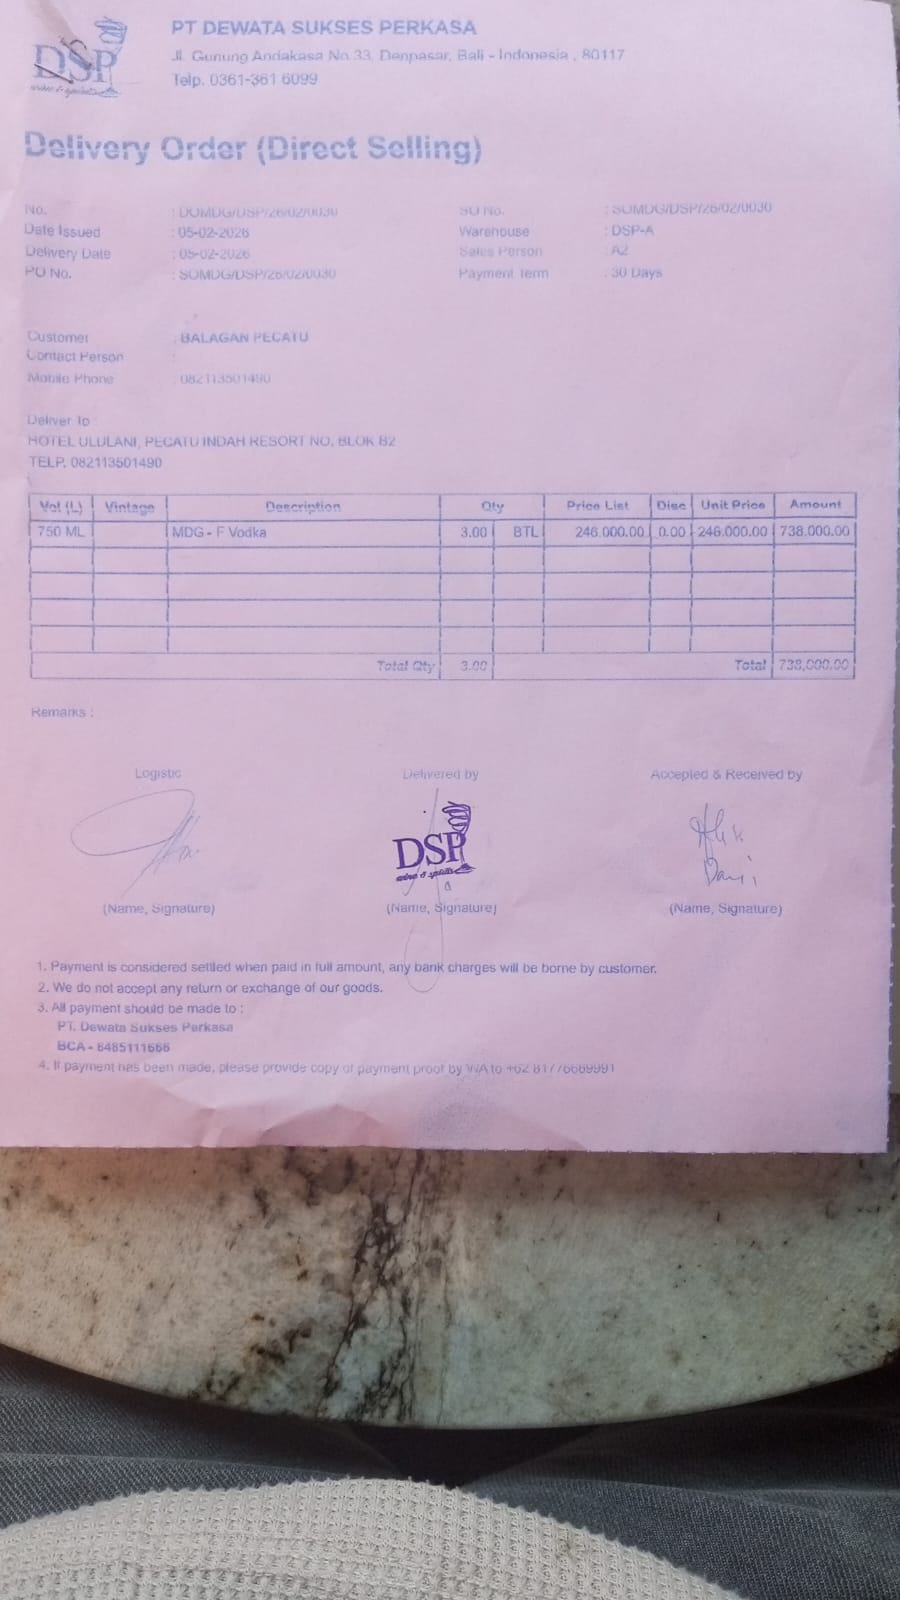 DSP
wine & spirits
PT DEWATA SUKSES PERKASA
Jl. Gunung Andakasa No.33, Denpasar, Bali - Indonesia , 80117
Telp. 0361-361 6099
Delivery Order (Direct Selling)
No. : DOMDG/DSP/26/02/0030 SO No. : SOMDG/DSP/26/02/0030
Date Issued : 05-02-2026 Warehouse : DSP-A
Delivery Date : 05-02-2026 Sales Person : A2
PO No. : SOMDG/DSP/26/02/0030 Payment Term : 30 Days
Customer : BALAGAN PECATU
Contact Person :
Mobile Phone : 082113501490
Deliver To :
HOTEL ULULANI, PECATU INDAH RESORT NO, BLOK B2
TELP. 082113501490
Vol (L) Vintage Description Qty Price List Disc Unit Price Amount
750 ML MDG - F Vodka 3.00 BTL 246.000.00 0.00 246.000.00 738.000.00
Total Qty 3.00 Total 738,000.00
Remarks :
Logistic Delivered by Accepted & Received by
DSP
wine & spirits
(Name, Signature) (Name, Signature) (Name, Signature)
1. Payment is considered settled when paid in full amount, any bank charges will be borne by customer.
2. We do not accept any return or exchange of our goods.
3. All payment should be made to :
PT. Dewata Sukses Perkasa
BCA - 6485111666
4. If payment has been made, please provide copy of payment proof by WA to +62 81776669991